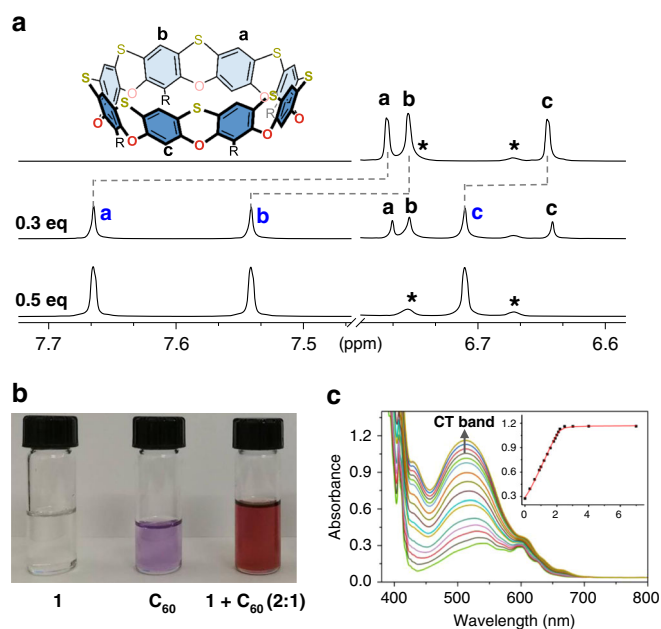 a
b a
S S S S S S S S
O O O O O O
R R R R
c
a b * * c
0.3 eq a b a b c c
0.5 eq * *
7.7 7.6 7.5 (ppm) 6.7 6.6
b
1 C60 1 + C60 (2:1)
c
CT band
Absorbance
1.2
0.9
0.6
0.3
0.0
400 500 600 700 800
Wavelength (nm)
1.2
0.9
0.6
0.3
0 2 4 6